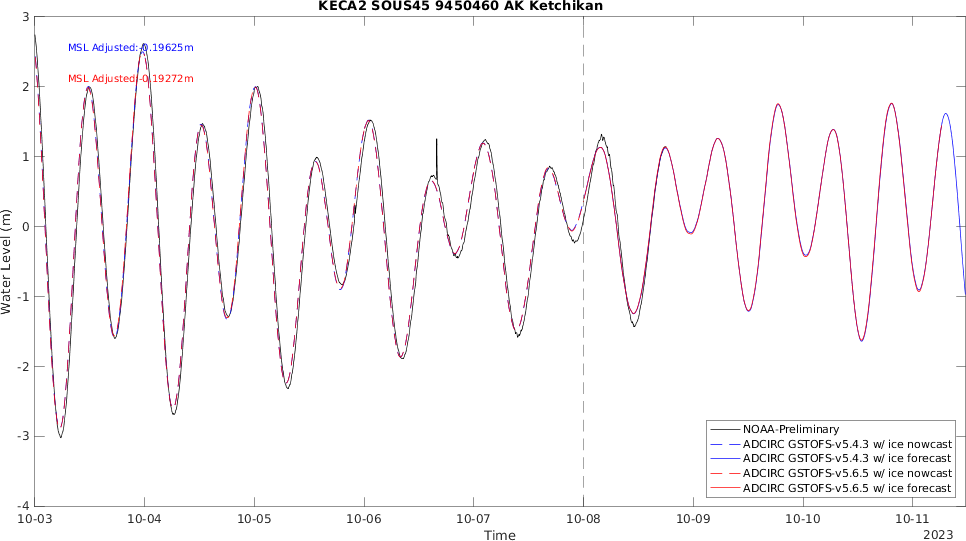 KECA2 SOUS45 9450460 AK Ketchikan
MSL Adjusted:-0.19625m
MSL Adjusted:-0.19272m
Water Level (m)
3
2
1
0
-1
-2
-3
-4
10-03 10-04 10-05 10-06 10-07 10-08 10-09 10-10 10-11
2023
Time
NOAA-Preliminary
ADCIRC GSTOFS-v5.4.3 w/ ice nowcast
ADCIRC GSTOFS-v5.4.3 w/ ice forecast
ADCIRC GSTOFS-v5.6.5 w/ ice nowcast
ADCIRC GSTOFS-v5.6.5 w/ ice forecast